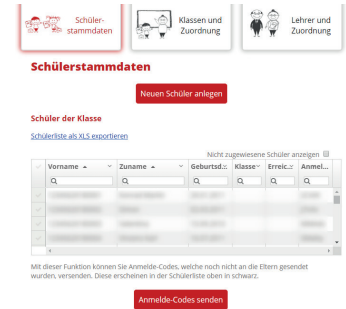 Schüler-
stammdaten
Klassen und
Zuordnung
Lehrer und
Zuordnung
Schülerstammdaten
Neuen Schüler anlegen
Schüler der Klasse
Schülerliste als XLS exportieren
Nicht zugewiesene Schüler anzeigen
Vorname Zuname Geburtsd... Klasse Erreic... Anmel...
Mit dieser Funktion können Sie Anmelde-Codes, welche noch nicht an die Eltern gesendet
wurden, versenden. Diese erscheinen in der Schülerliste oben in schwarz.
Anmelde-Codes senden